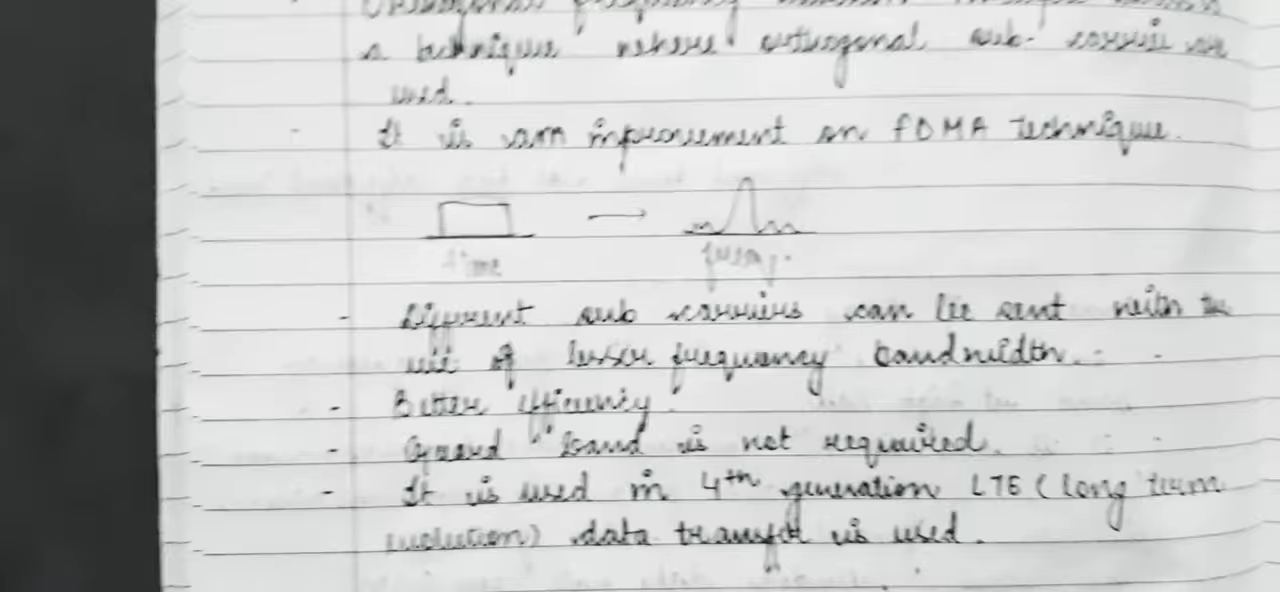 Orthogonal frequency
a technique where orthogonal sub- carrier are
used.
- It is an improvement on FDMA technique.
time freq.
- Different sub carriers can be sent with the
use of lesser frequency bandwidth.
- Better efficiency.
- Guard band is not required.
- It is used in 4th generation LTE (long term
evolution) data transfer is used.